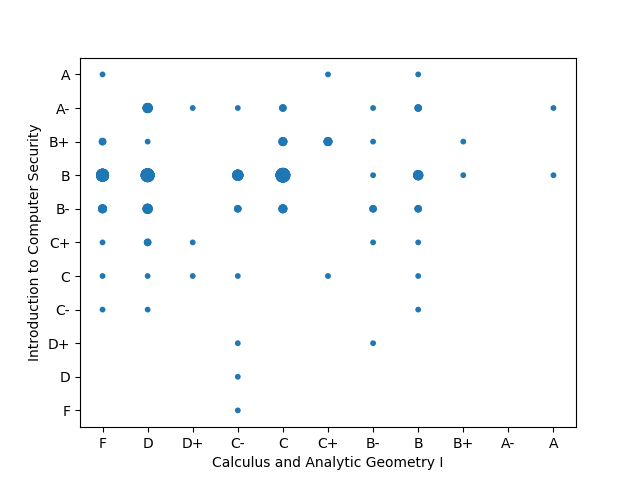 Introduction to Computer Security
A
A-
B+
B
B-
C+
C
C-
D+
D
F
F D D+ C- C C+ B- B B+ A- A
Calculus and Analytic Geometry I